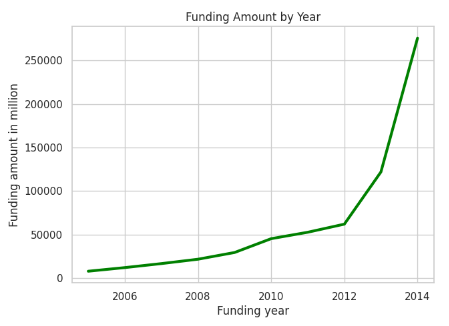 Funding Amount by Year
Funding amount in million
250000
200000
150000
100000
50000
0
2006 2008 2010 2012 2014
Funding year